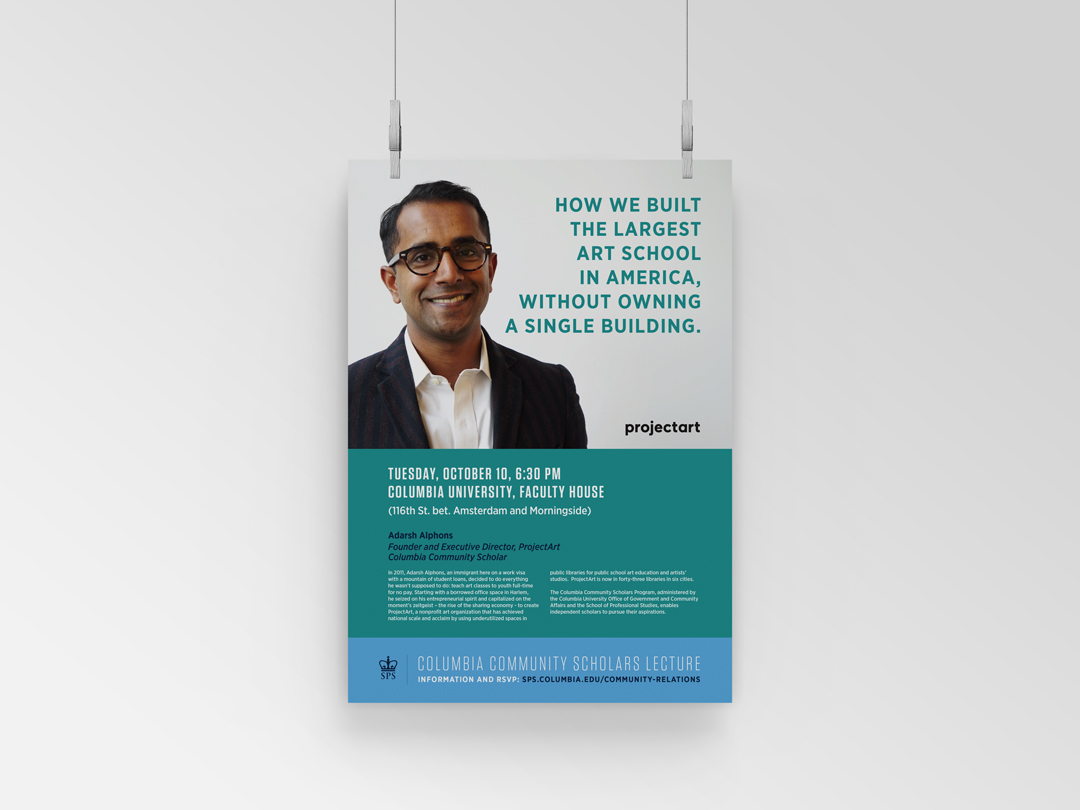 HOW WE BUILT
THE LARGEST
ART SCHOOL
IN AMERICA,
WITHOUT OWNING
A SINGLE BUILDING.
projectart
TUESDAY, OCTOBER 10, 6:30 PM
COLUMBIA UNIVERSITY, FACULTY HOUSE
(116th St. bet. Amsterdam and Morningside)
Adarsh Alphons
Founder and Executive Director, ProjectArt
Columbia Community Scholar
In 2011, Adarsh Alphons, an immigrant here on a work visa
with a mountain of student loans, decided to do everything
he wasn't supposed to do: teach art classes to youth full-time
for no pay. Starting with a borrowed office space in Harlem,
he seized on his entrepreneurial spirit and capitalized on the
moment's zeitgeist - the rise of the sharing economy - to create
ProjectArt, a nonprofit art organization that has achieved
national scale and acclaim by using underutilized spaces in
public libraries for public school art education and artists'
studios. ProjectArt is now in forty-three libraries in six cities.
The Columbia Community Scholars Program, administered by
the Columbia University Office of Government and Community
Affairs and the School of Professional Studies, enables
independent scholars to pursue their aspirations.
SPS
COLUMBIA COMMUNITY SCHOLARS LECTURE
INFORMATION AND RSVP: SPS.COLUMBIA.EDU/COMMUNITY-RELATIONS